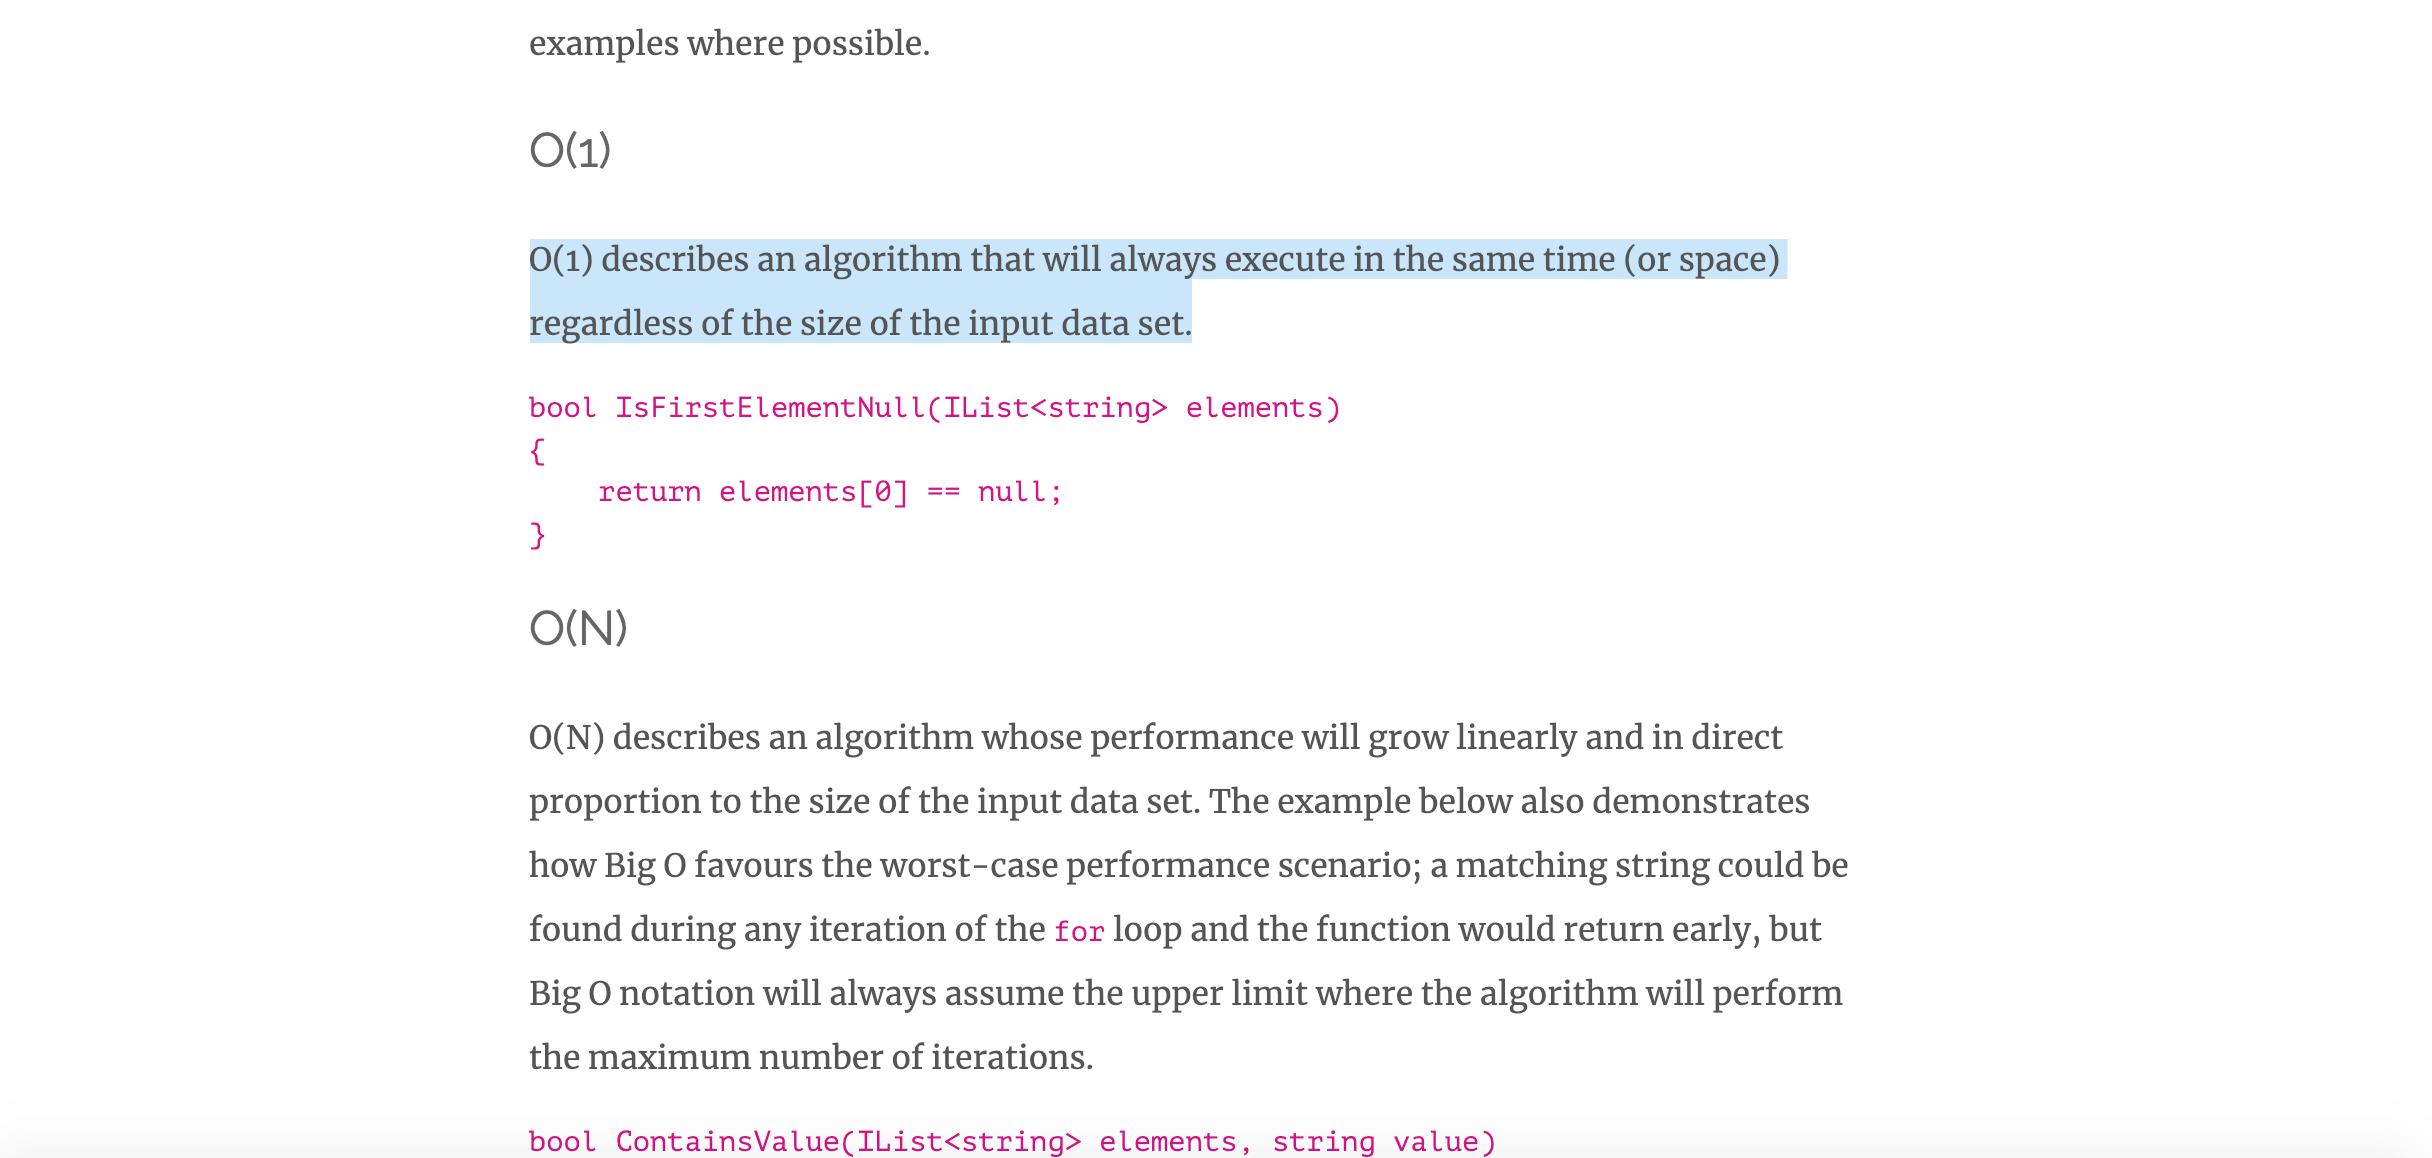 examples where possible.
O(1)
O(1) describes an algorithm that will always execute in the same time (or space)
regardless of the size of the input data set.
bool IsFirstElementNull(IList<string> elements)
{
    return elements[0] == null;
}
O(N)
O(N) describes an algorithm whose performance will grow linearly and in direct
proportion to the size of the input data set. The example below also demonstrates
how Big O favours the worst-case performance scenario; a matching string could be
found during any iteration of the for loop and the function would return early, but
Big O notation will always assume the upper limit where the algorithm will perform
the maximum number of iterations.
bool ContainsValue(IList<string> elements, string value)